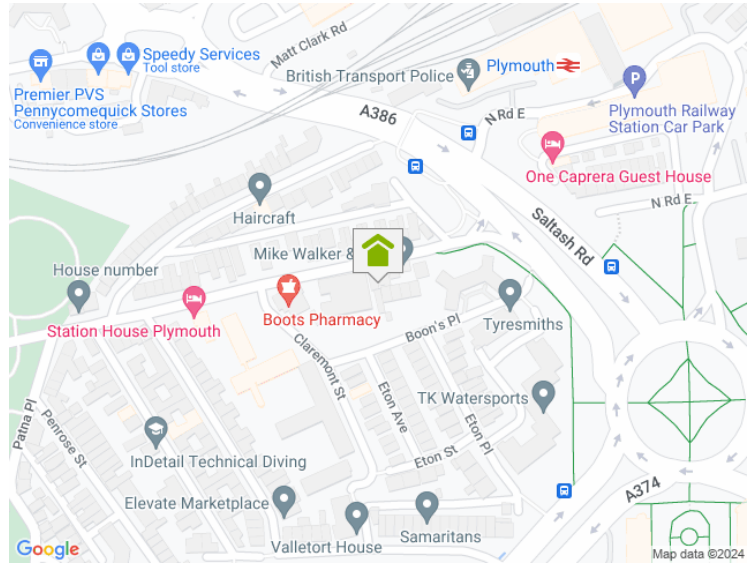 Matt Clark Rd
Speedy Services
Tool store
Premier PVS
Pennycomequick Stores
Convenience store
British Transport Police
Plymouth
A386
N Rd E
Plymouth Railway
Station Car Park
One Caprera Guest House
N Rd E
Haircraft
Saltash Rd
Mike Walker &
House number
Station House Plymouth
Boots Pharmacy
Tyresmiths
Boon's Pl
Claremont St
Eton Ave
TK Watersports
Patna Pl
Penrose St
Eton Pl
Eton St
InDetail Technical Diving
A374
Elevate Marketplace
Samaritans
Valletort House
Google
Map data ©2024